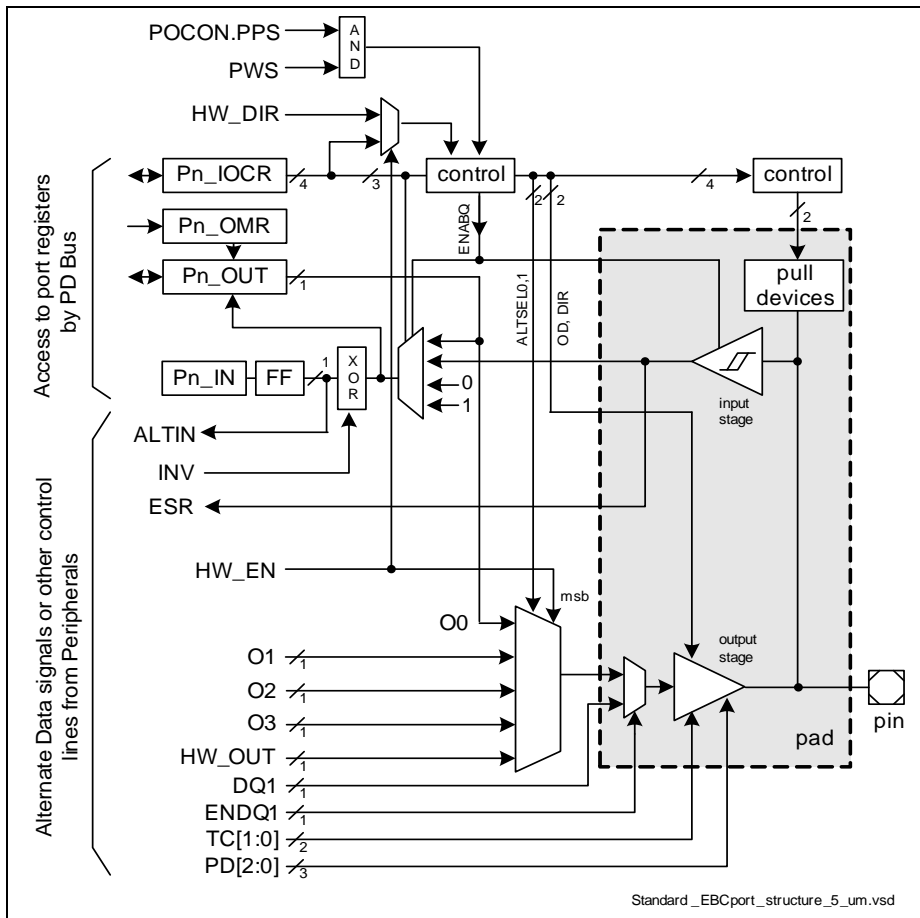 POCON.PPS
PWS
AND
HW_DIR
Pn_IOCR
4
3
control
2
2
4
control
2
Pn_OMR
ENABQ
Pn_OUT
1
ALTSEL0,1
OD, DIR
pull
devices
Access to port registers
by PD Bus
Pn_IN
FF
1
XOR
0
1
input
stage
ALTIN
INV
ESR
HW_EN
msb
O0
O1
1
O2
1
O3
1
HW_OUT
1
DQ1
1
ENDQ1
1
TC[1:0]
2
PD[2:0]
3
output
stage
pad
pin
Alternate Data signals or other control
lines from Peripherals
Standard_EBCport_structure_5_um.vsd